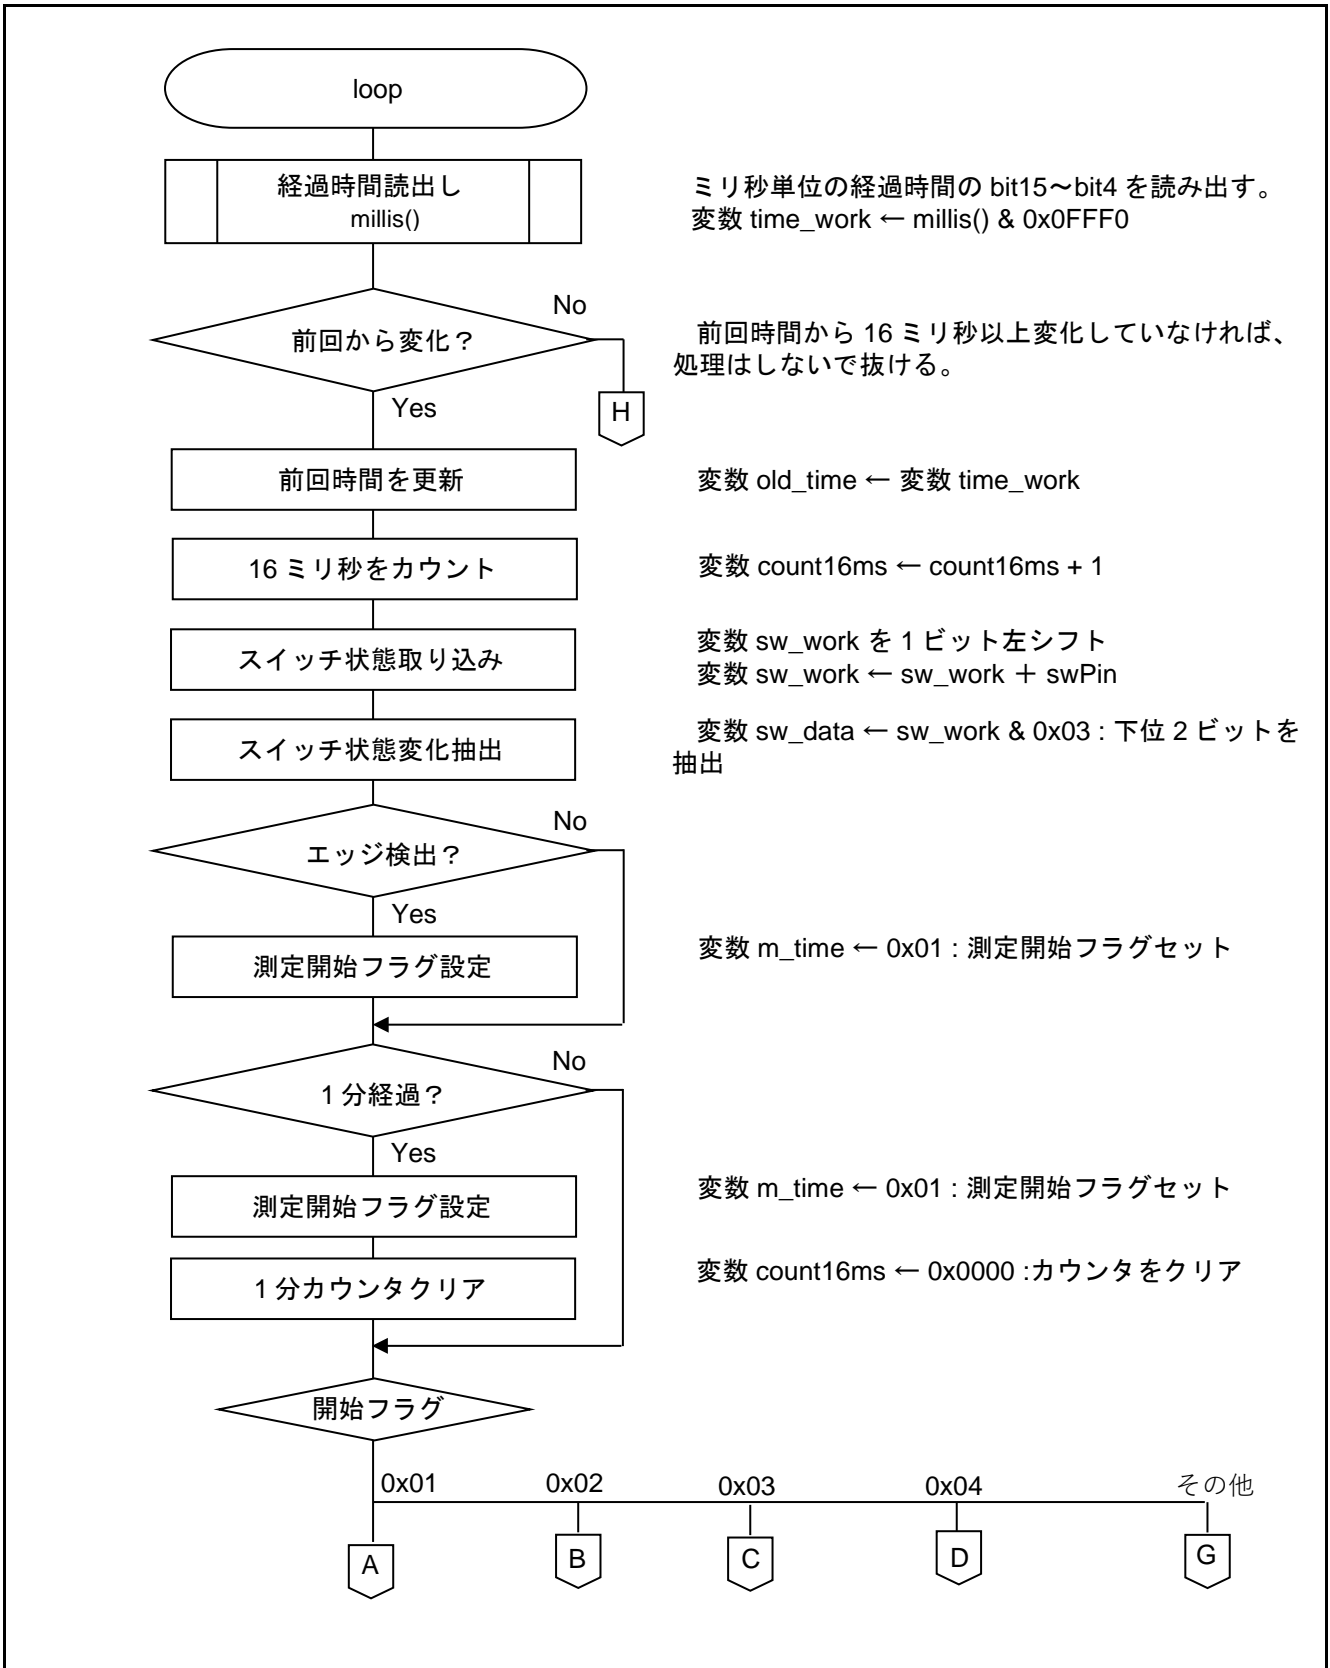 loop
経過時間読出し
millis()
ミリ秒単位の経過時間の bit15～bit4 を読み出す。
変数 time_work ← millis() & 0x0FFF0
No
前回から変化？
前回時間から 16 ミリ秒以上変化していなければ、
処理はしないで抜ける。
Yes
H
前回時間を更新
変数 old_time ← 変数 time_work
16 ミリ秒をカウント
変数 count16ms ← count16ms + 1
スイッチ状態取り込み
変数 sw_work を 1 ビット左シフト
変数 sw_work ← sw_work ＋ swPin
スイッチ状態変化抽出
変数 sw_data ← sw_work & 0x03 : 下位 2 ビットを
抽出
No
エッジ検出？
Yes
測定開始フラグ設定
変数 m_time ← 0x01 : 測定開始フラグセット
No
1 分経過？
Yes
測定開始フラグ設定
変数 m_time ← 0x01 : 測定開始フラグセット
1 分カウンタクリア
変数 count16ms ← 0x0000 :カウンタをクリア
開始フラグ
0x01 0x02 0x03 0x04 その他
A B C D G